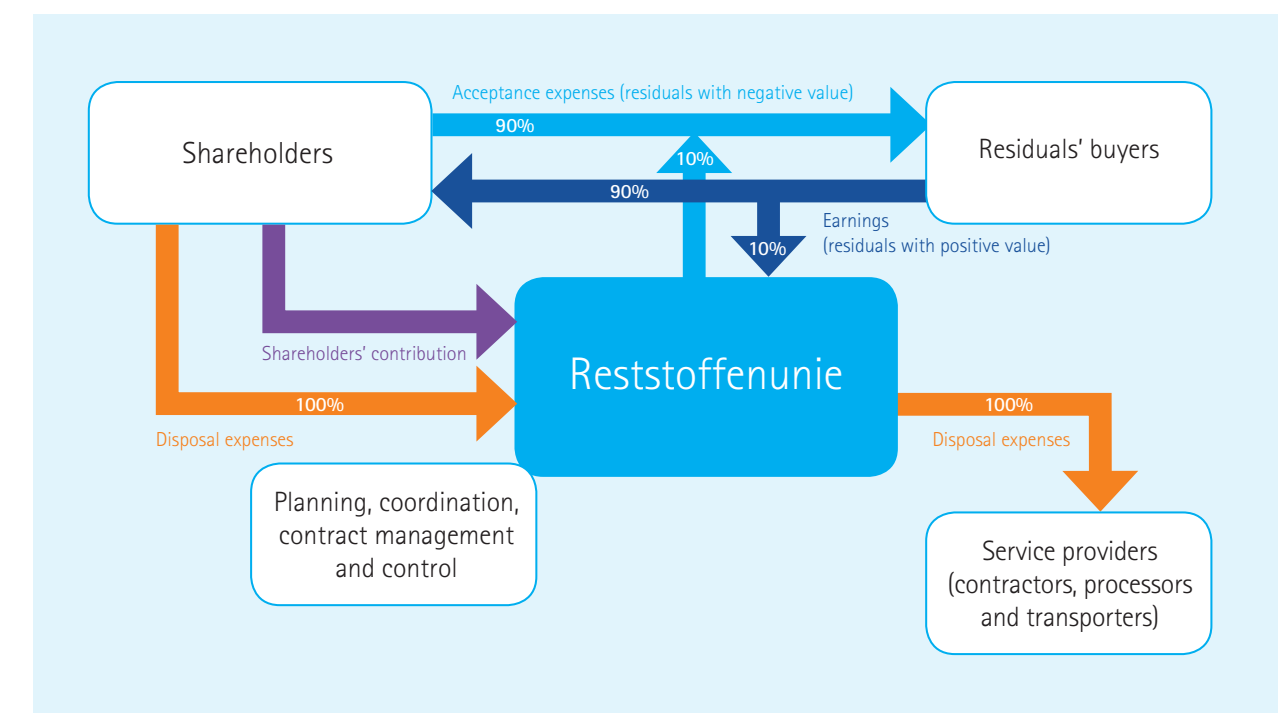 Acceptance expenses (residuals with negative value)
90%
Shareholders
Residuals’ buyers
10%
90%
Earnings
(residuals with positive value)
10%
Shareholders’ contribution
Reststoffenunie
100%
Disposal expenses
100%
Disposal expenses
Planning, coordination,
contract management
and control
Service providers
(contractors, processors
and transporters)